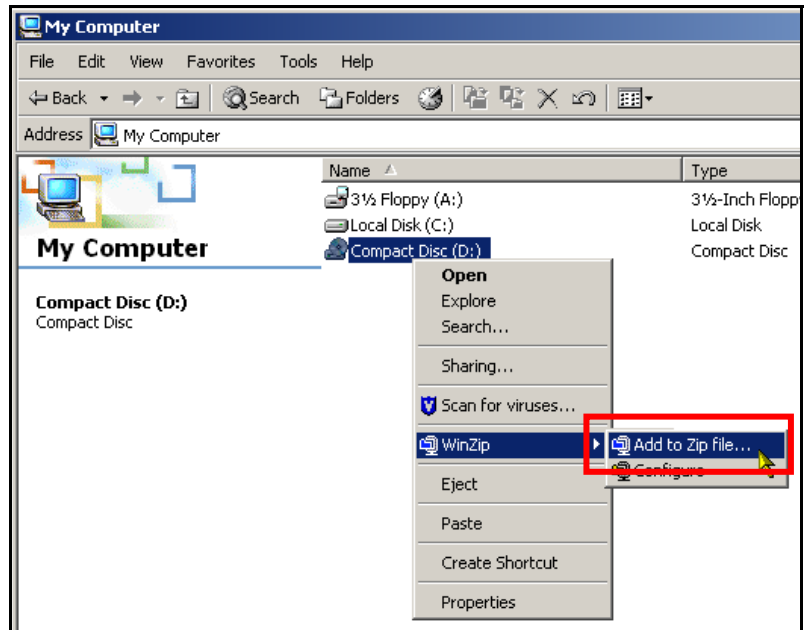 My Computer
File Edit View Favorites Tools Help
Back Search Folders
Address My Computer
Name Type
3½ Floppy (A:) 3½-Inch Flopp
Local Disk (C:) Local Disk
Compact Disc (D:) Compact Disc
My Computer
Compact Disc (D:)
Compact Disc
Open
Explore
Search...
Sharing...
Scan for viruses...
WinZip Add to Zip file...
Configure
Eject
Paste
Create Shortcut
Properties